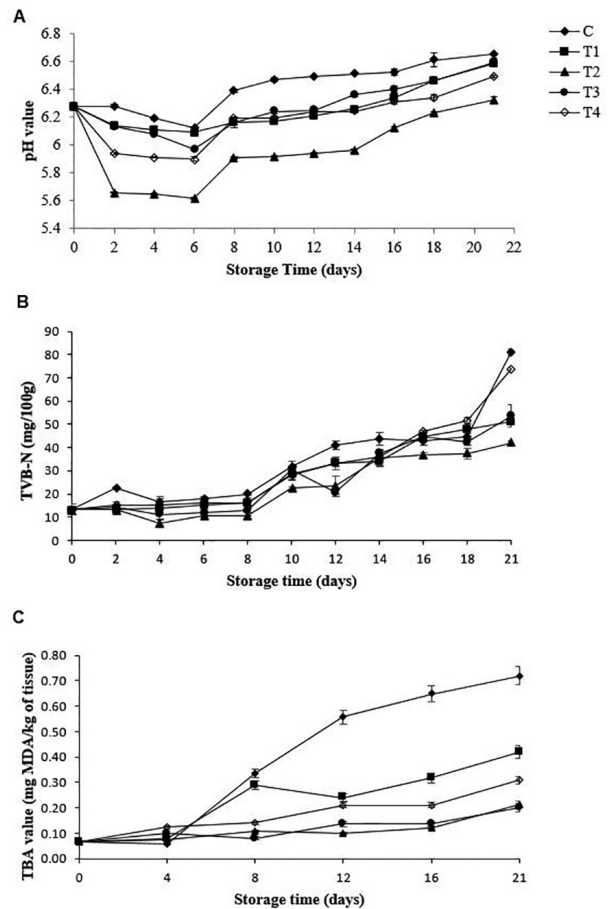 A
6.8
6.6
6.4
6.2
6
5.8
5.6
5.4
pH value
0 2 4 6 8 10 12 14 16 18 20 22
Storage Time (days)
C
T1
T2
T3
T4
B
90
80
70
60
50
40
30
20
10
0
TVB-N (mg/100g)
0 2 4 6 8 10 12 14 16 18 21
Storage time (days)
C
0.80
0.70
0.60
0.50
0.40
0.30
0.20
0.10
0.00
TBA value (mg MDA/kg of tissue)
0 4 8 12 16 21
Storage time (days)